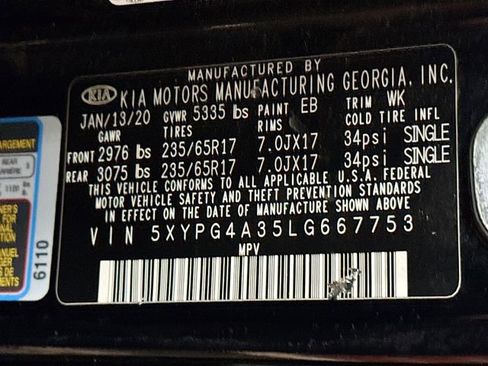 MANUFACTURED BY
KIA KIA MOTORS MANUFACTURING GEORGIA, INC.
JAN/13/20 GVWR 5335 lbs PAINT EB TRIM WK
GAWR TIRES RIMS COLD TIRE INFL
FRONT 2976 lbs 235/65R17 7.0JX17 34psi SINGLE
REAR 3075 lbs 235/65R17 7.0JX17 34psi SINGLE
THIS VEHICLE CONFORMS TO ALL APPLICABLE U.S.A. FEDERAL
MOTOR VEHICLE SAFETY AND THEFT PREVENTION STANDARDS
IN EFFECT ON THE DATE OF MANUFACTURE SHOWN ABOVE.
VIN 5XYPG4A35LG667753
MPV
ARGEMENT
REAR
6110